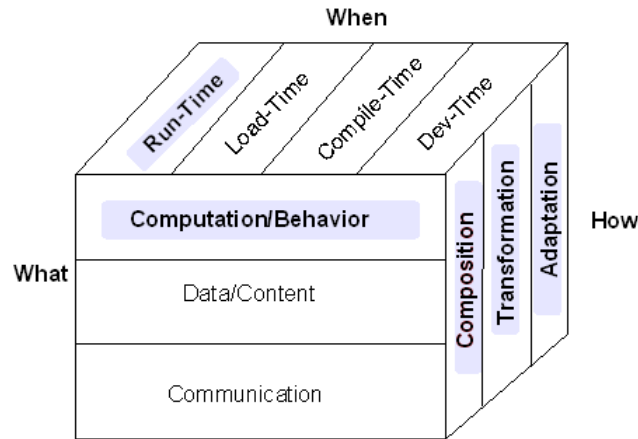 When
Run-Time
Load-Time
Compile-Time
Dev-Time
Computation/Behavior
What
Data/Content
Communication
Composition
Transformation
Adaptation
How